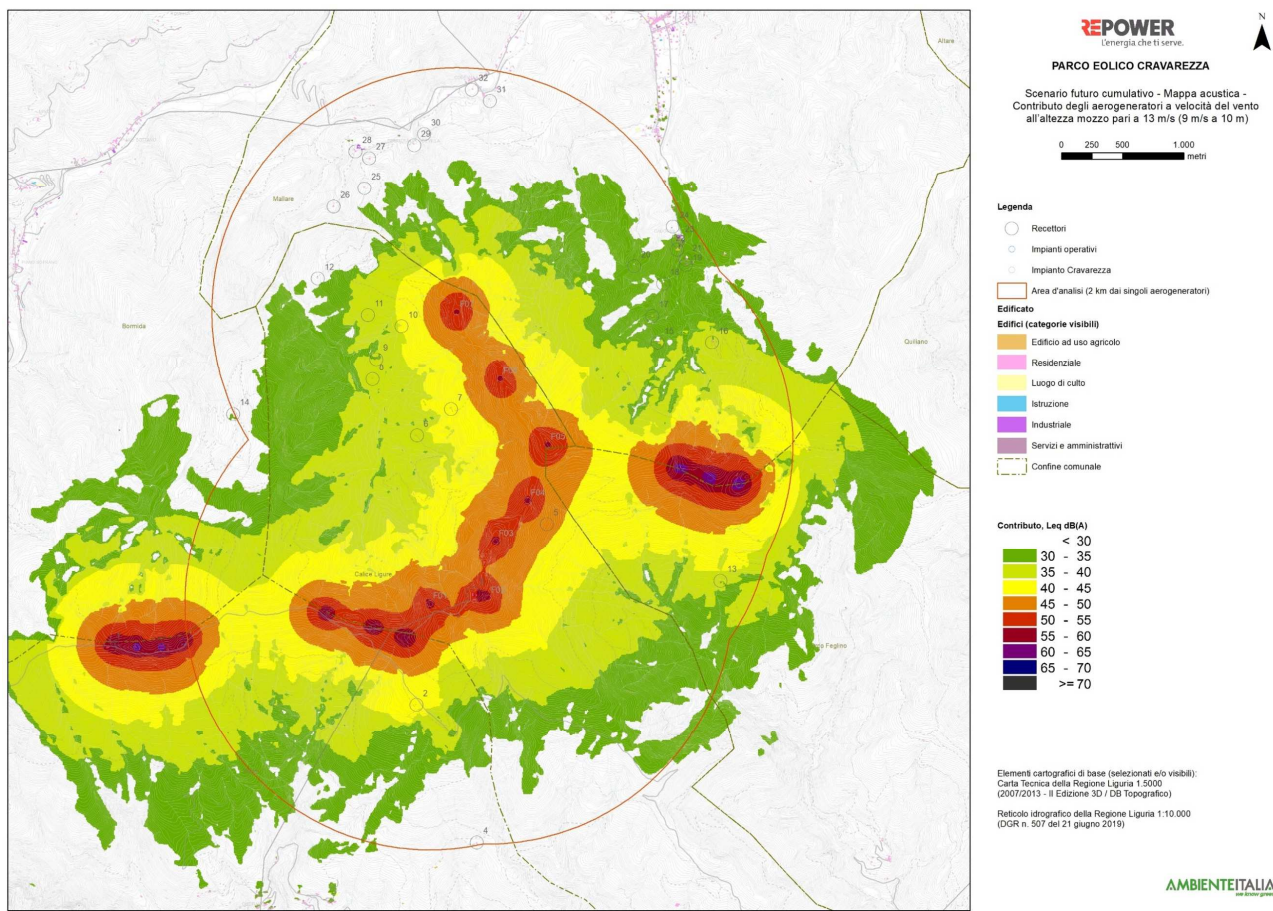 REPOWER
L'energia che ti serve.
N
PARCO EOLICO CRAVAREZZA
Scenario futuro cumulativo - Mappa acustica -
Contributo degli aerogeneratori a velocità del vento
all'altezza mozzo pari a 13 m/s (9 m/s a 10 m)
0 250 500 1.000
metri
Legenda
Recettori
Impianti operativi
Impianto Cravarezza
Area d'analisi (2 km dai singoli aerogeneratori)
Edificato
Edifici (categorie visibili)
Edificio ad uso agricolo
Residenziale
Luogo di culto
Istruzione
Industriale
Servizi e amministrattivi
Confine comunale
Contributo, Leq dB(A)
< 30
30 - 35
35 - 40
40 - 45
45 - 50
50 - 55
55 - 60
60 - 65
65 - 70
>= 70
Elementi cartografici di base (selezionati e/o visibili):
Carta Tecnica della Regione Liguria 1.5000
(2007/2013 - II Edizione 3D / DB Topografico)
Reticolo idrografico della Regione Liguria 1:10.000
(DGR n. 507 del 21 giugno 2019)
AMBIENTEITALIA
we know green
Altare
32
31
30
29
28
27
25
26
Mallare
12
11
10
Bormida
Quiliano
9
16
14
7
6
F04
5
F03
Calice Ligure
13
Feglino
2
4